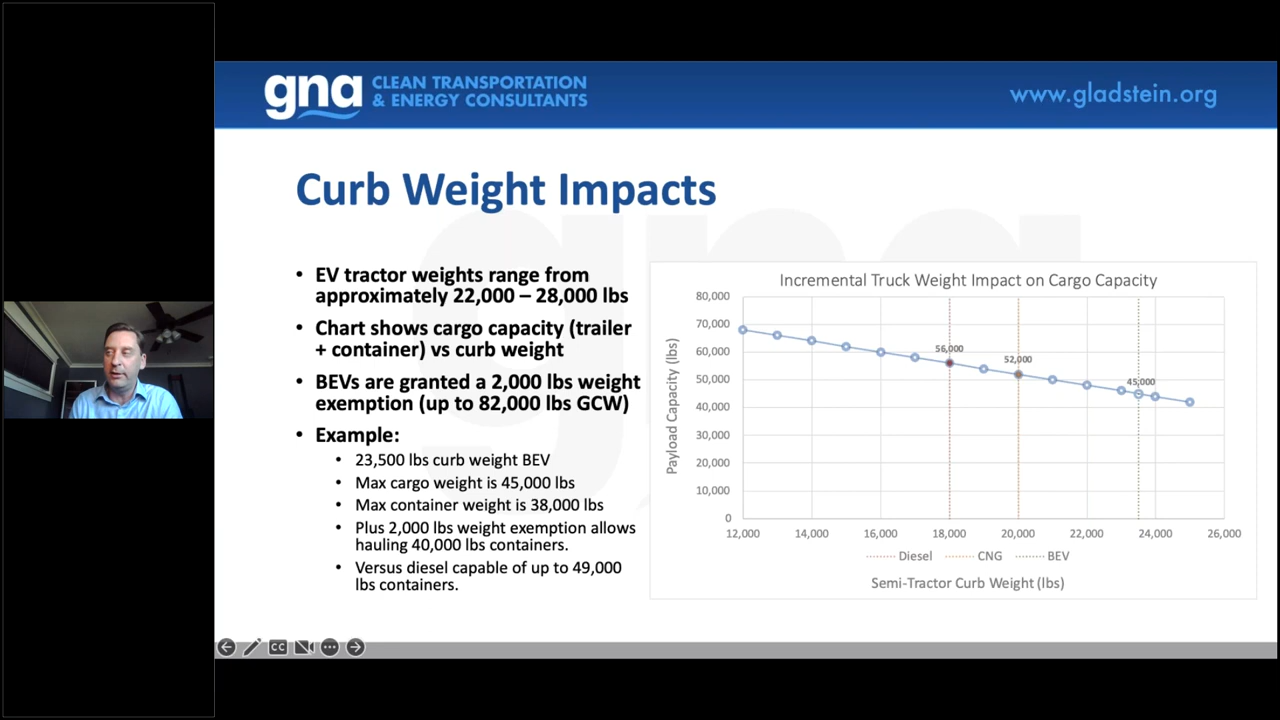 gna CLEAN TRANSPORTATION
& ENERGY CONSULTANTS
www.gladstein.org
Curb Weight Impacts
• EV tractor weights range from
approximately 22,000 – 28,000 lbs
• Chart shows cargo capacity (trailer
+ container) vs curb weight
• BEVs are granted a 2,000 lbs weight
exemption (up to 82,000 lbs GCW)
• Example:
• 23,500 lbs curb weight BEV
• Max cargo weight is 45,000 lbs
• Max container weight is 38,000 lbs
• Plus 2,000 lbs weight exemption allows
hauling 40,000 lbs containers.
• Versus diesel capable of up to 49,000
lbs containers.
Incremental Truck Weight Impact on Cargo Capacity
Payload Capacity (lbs)
80,000
70,000
60,000
50,000
40,000
30,000
20,000
10,000
0
56,000
52,000
45,000
12,000 14,000 16,000 18,000 20,000 22,000 24,000 26,000
Diesel CNG BEV
Semi-Tractor Curb Weight (lbs)
gna
CC